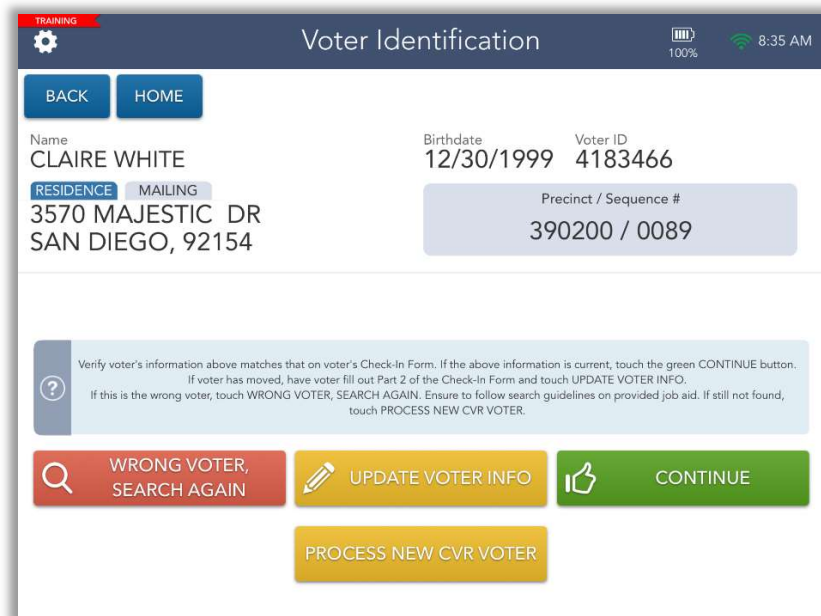 TRAINING
Voter Identification
100%
8:35 AM
BACK
HOME
Name
CLAIRE WHITE
Birthdate
12/30/1999
Voter ID
4183466
RESIDENCE
MAILING
3570 MAJESTIC DR
SAN DIEGO, 92154
Precinct / Sequence #
390200 / 0089
Verify voter's information above matches that on voter's Check-In Form. If the above information is current, touch the green CONTINUE button.
If voter has moved, have voter fill out Part 2 of the Check-In Form and touch UPDATE VOTER INFO.
If this is the wrong voter, touch WRONG VOTER, SEARCH AGAIN. Ensure to follow search guidelines on provided job aid. If still not found,
touch PROCESS NEW CVR VOTER.
?
WRONG VOTER,
SEARCH AGAIN
UPDATE VOTER INFO
CONTINUE
PROCESS NEW CVR VOTER